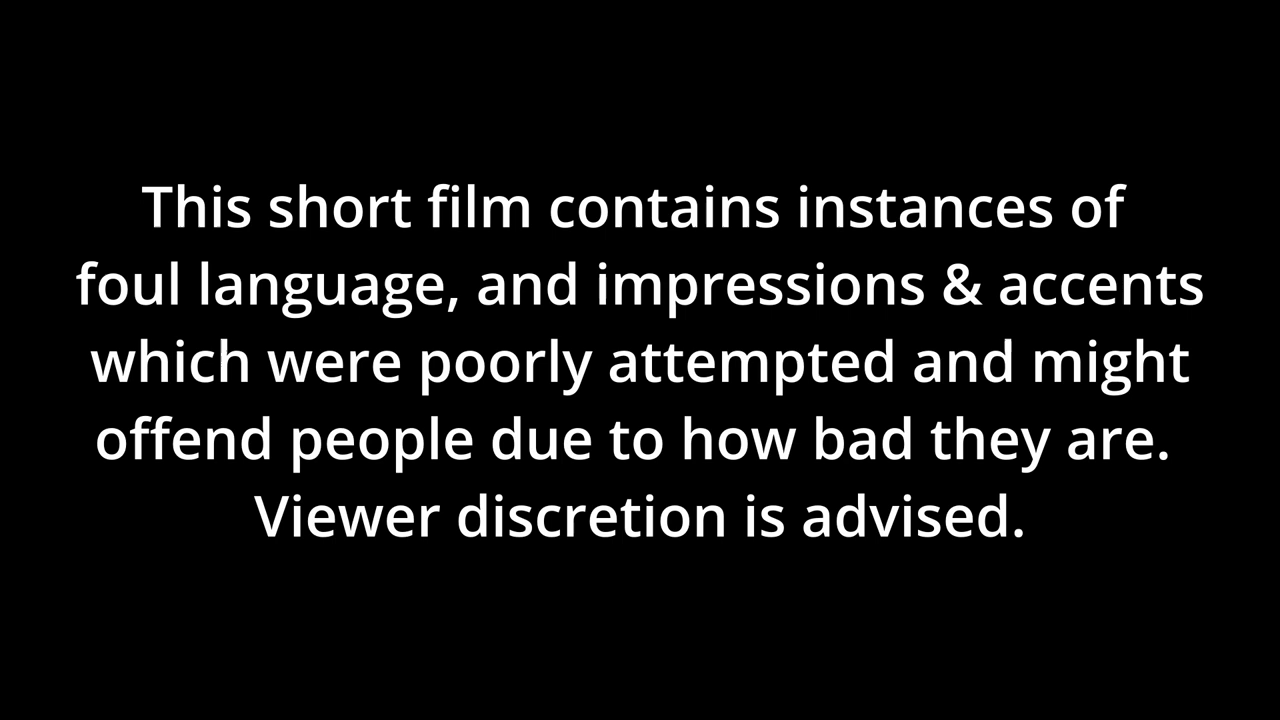 This short film contains instances of
foul language, and impressions & accents
which were poorly attempted and might
offend people due to how bad they are.
Viewer discretion is advised.